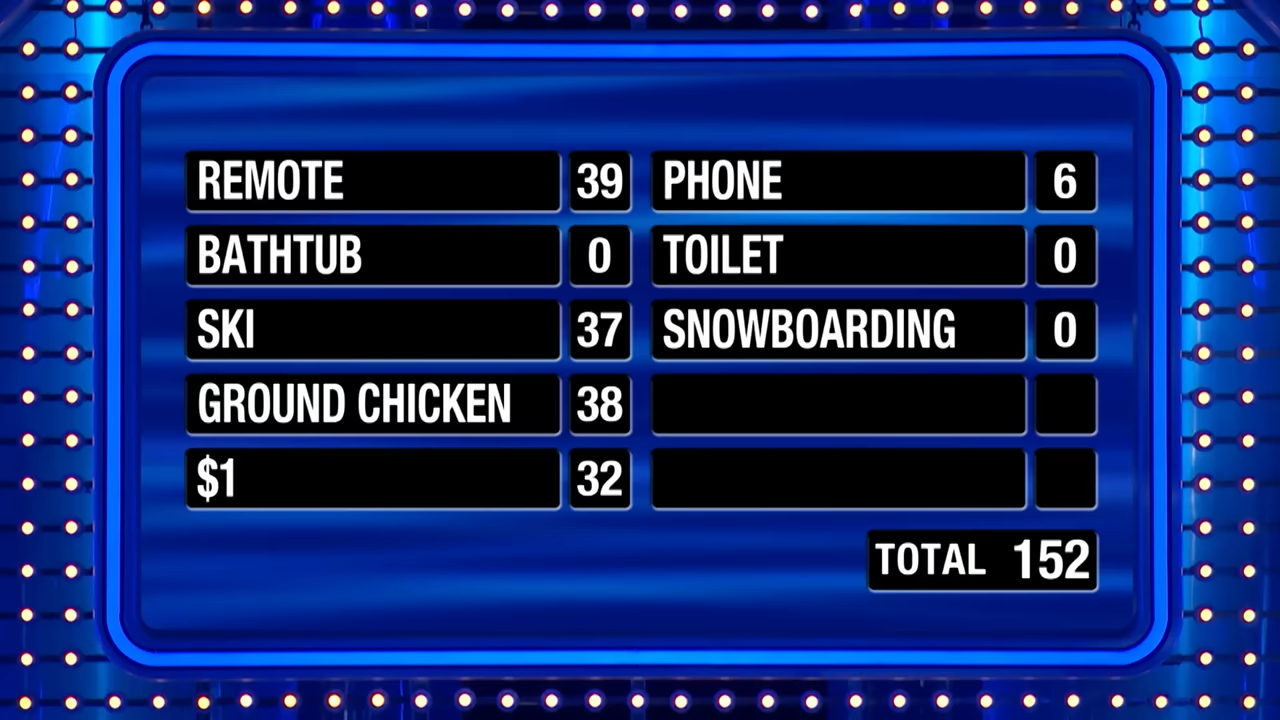 REMOTE 39 PHONE 6
BATHTUB 0 TOILET 0
SKI 37 SNOWBOARDING 0
GROUND CHICKEN 38
$1 32
TOTAL 152